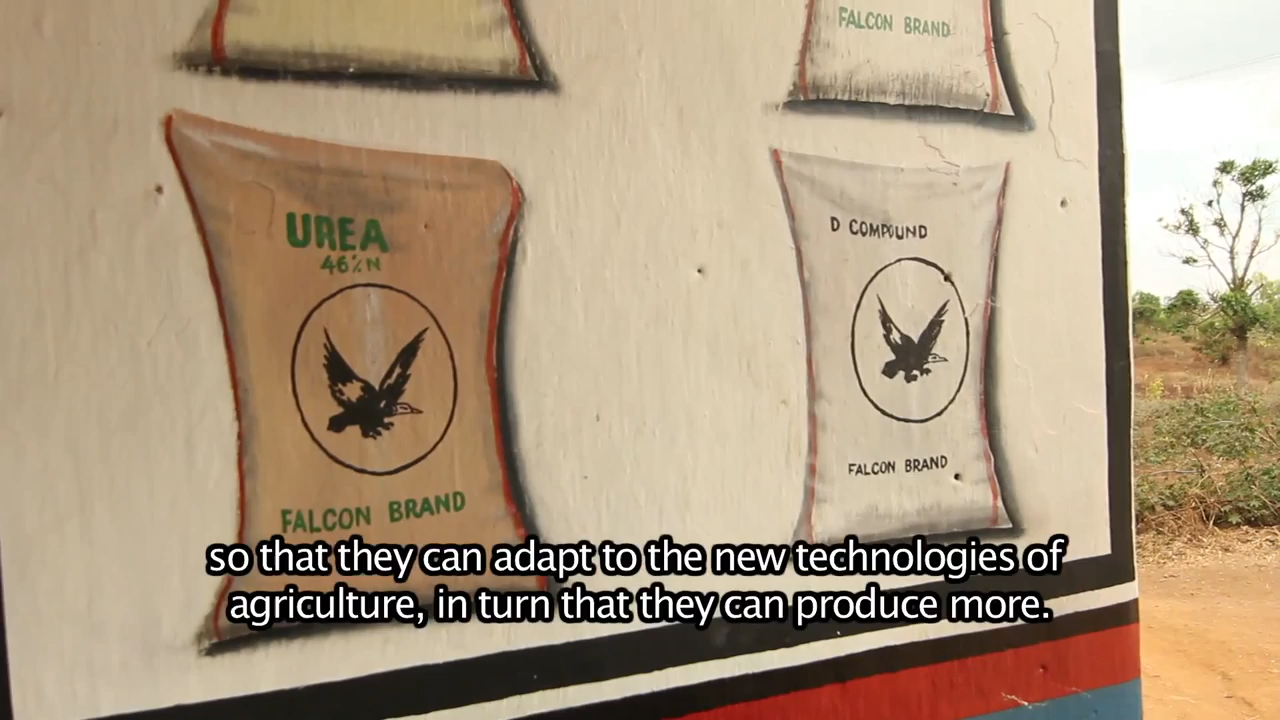 FALCON BRAND
UREA
46% N
FALCON BRAND
D COMPOUND
FALCON BRAND
so that they can adapt to the new technologies of
agriculture, in turn that they can produce more.